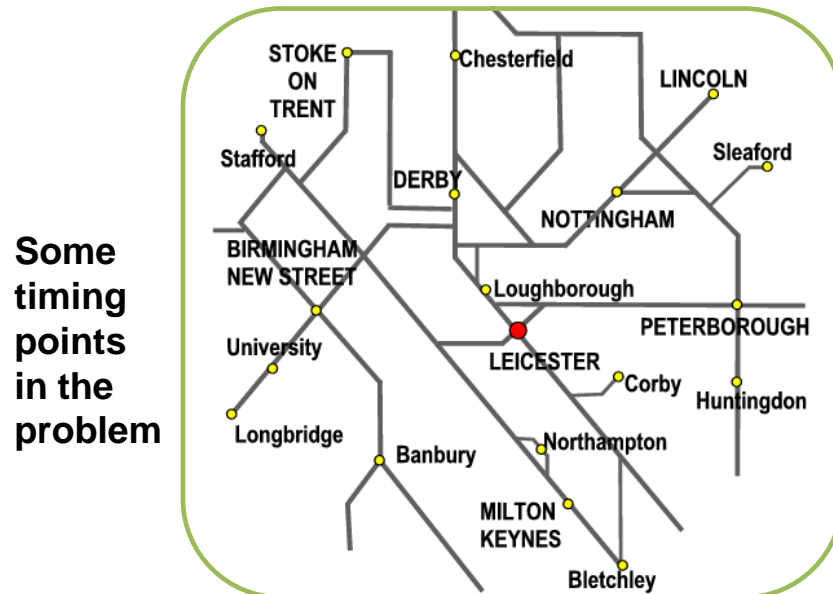 Some
timing
points
in the
problem
STOKE
ON
TRENT
Chesterfield
LINCOLN
Stafford
Sleaford
DERBY
NOTTINGHAM
BIRMINGHAM
NEW STREET
Loughborough
PETERBOROUGH
University
LEICESTER
Corby
Huntingdon
Longbridge
Banbury
Northampton
MILTON
KEYNES
Bletchley